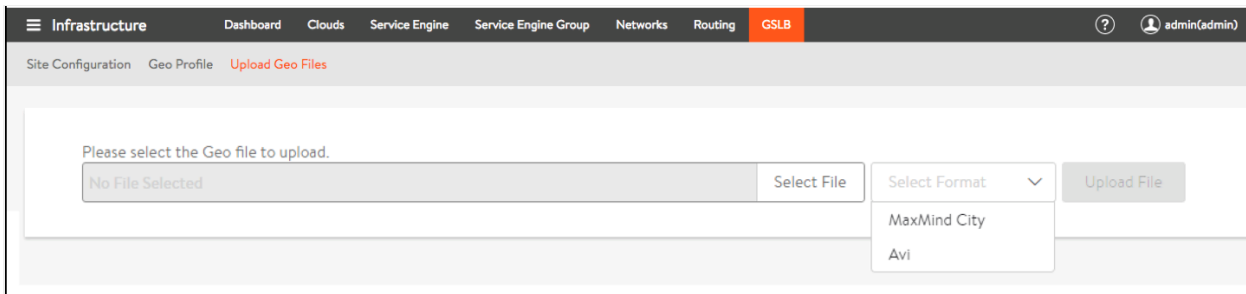 Infrastructure Dashboard Clouds Service Engine Service Engine Group Networks Routing GSLB ? admin(admin)
Site Configuration Geo Profile Upload Geo Files
Please select the Geo file to upload.
No File Selected Select File Select Format Upload File
MaxMind City
Avi